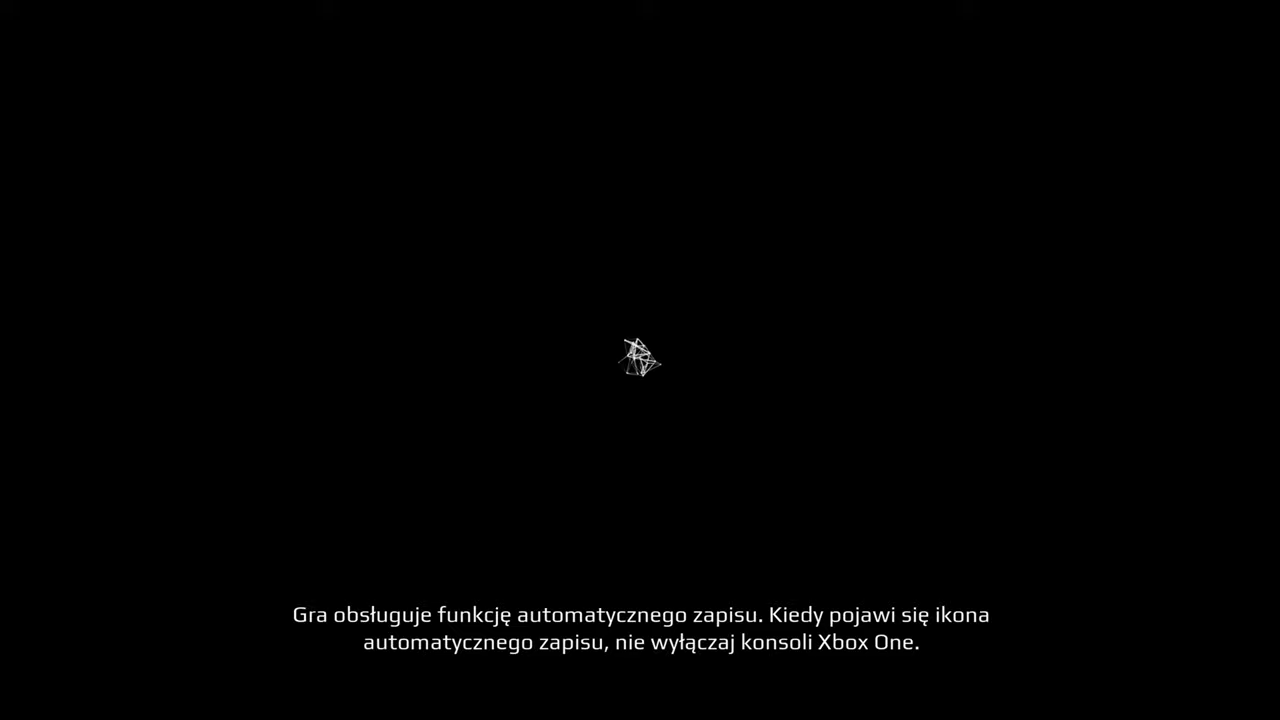 Gra obsługuje funkcję automatycznego zapisu. Kiedy pojawi się ikona
automatycznego zapisu, nie wyłączaj konsoli Xbox One.